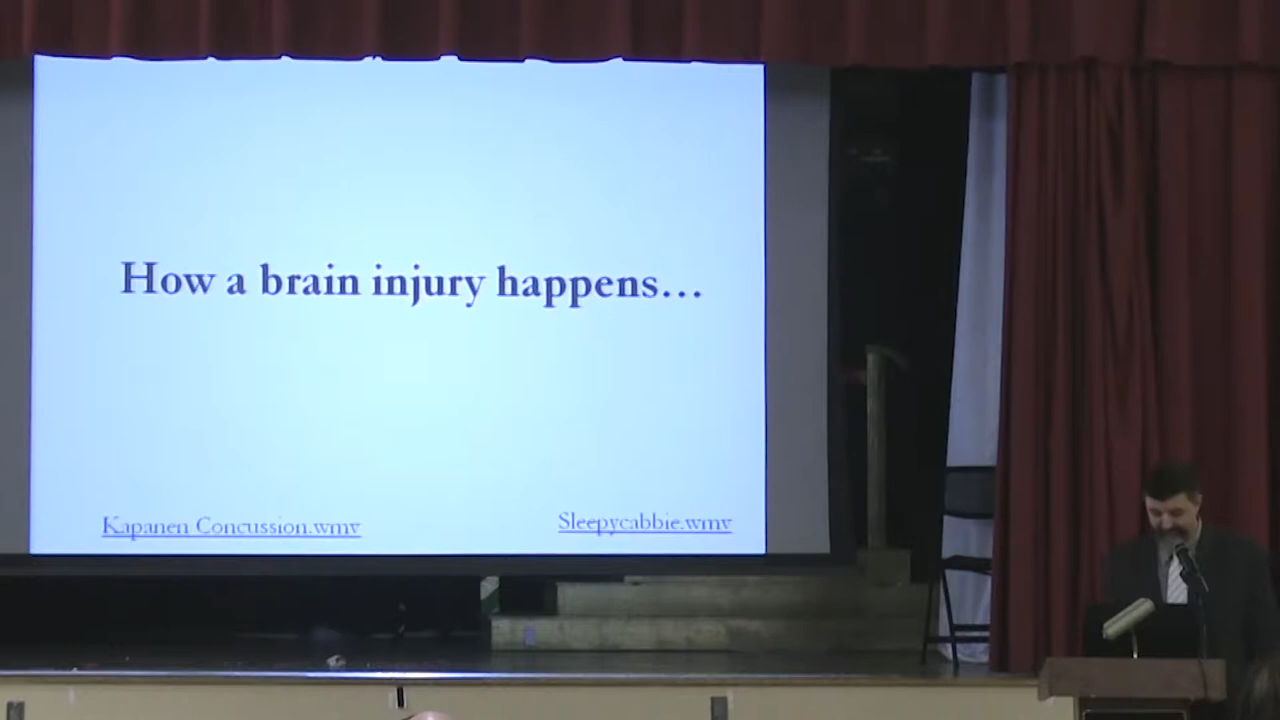 How a brain injury happens…
Kapanen Concussion.wmv
Sleepycabbie.wmv